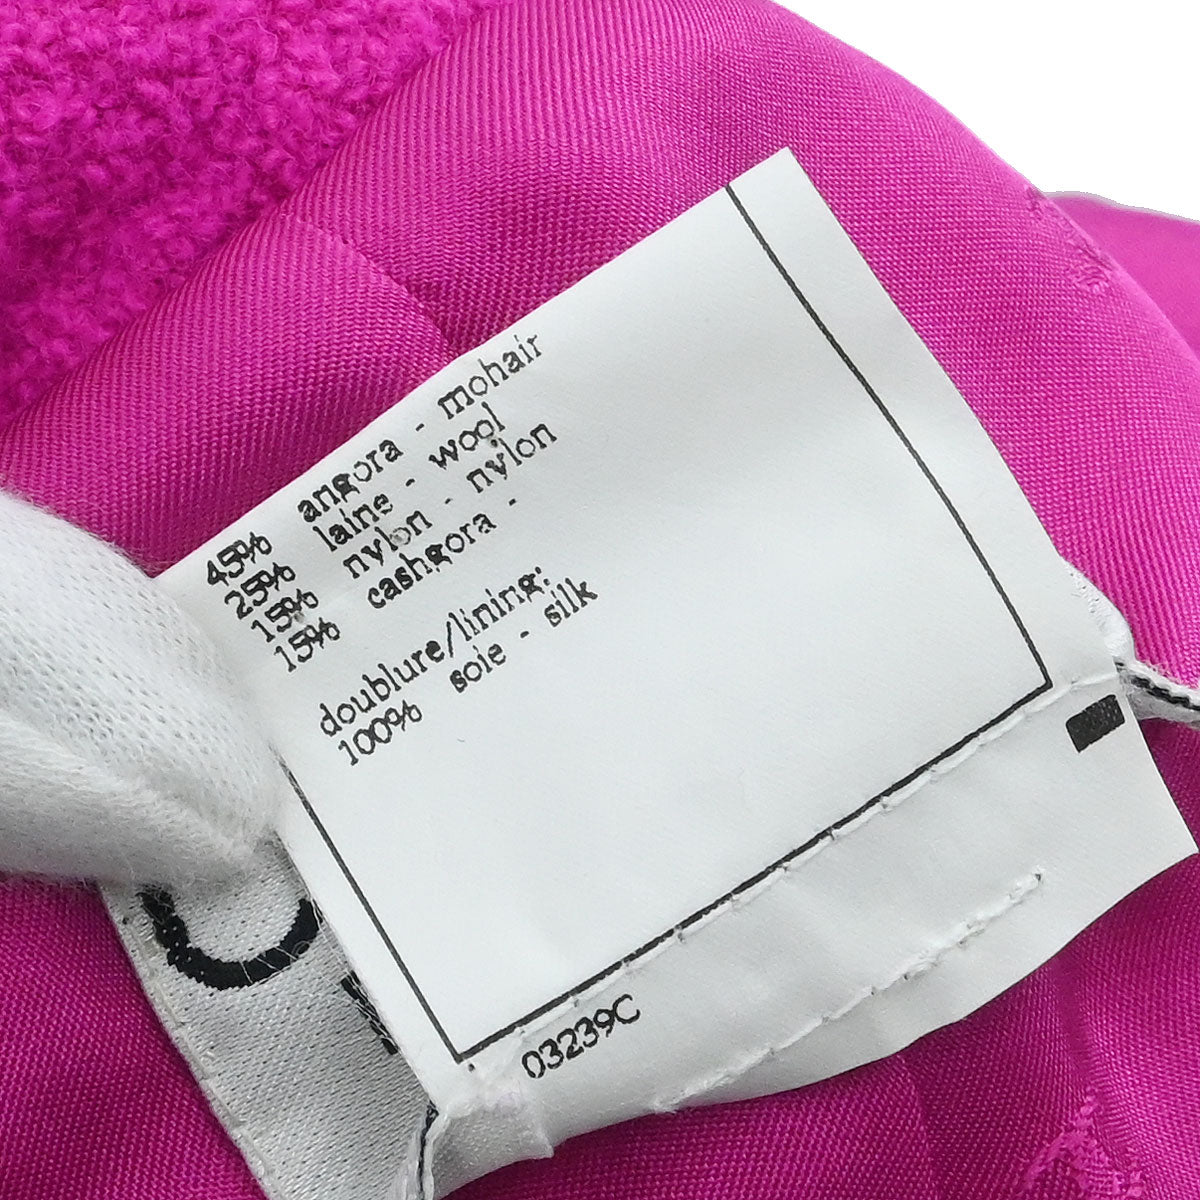 45% angora - mohair
25% laine - wool
15% nylon - nylon
15% cashgora -
doublure/lining:
100% soie - silk
03239C
C